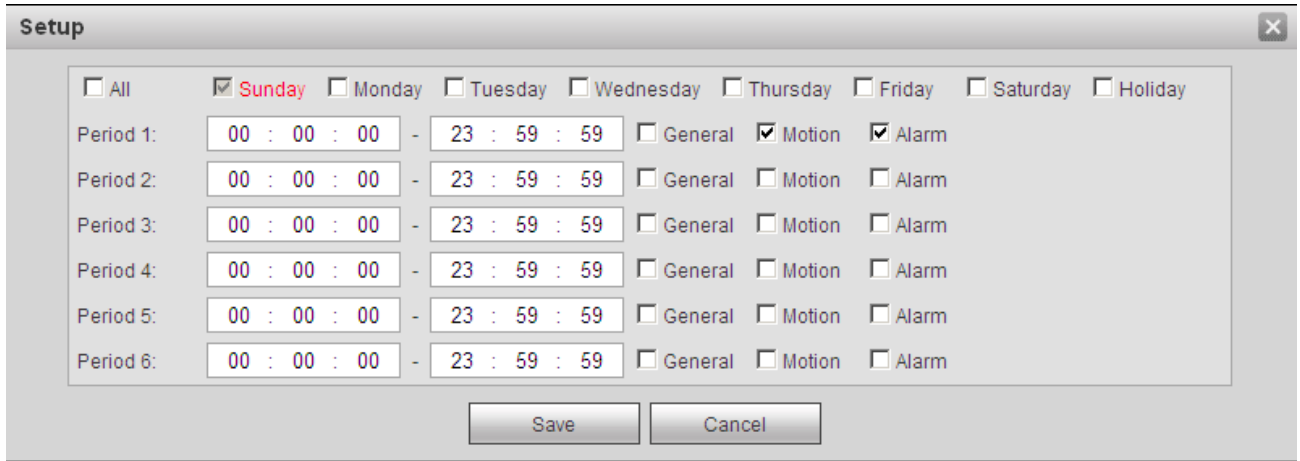 Setup
All Sunday Monday Tuesday Wednesday Thursday Friday Saturday Holiday
Period 1: 00 : 00 : 00 - 23 : 59 : 59 General Motion Alarm
Period 2: 00 : 00 : 00 - 23 : 59 : 59 General Motion Alarm
Period 3: 00 : 00 : 00 - 23 : 59 : 59 General Motion Alarm
Period 4: 00 : 00 : 00 - 23 : 59 : 59 General Motion Alarm
Period 5: 00 : 00 : 00 - 23 : 59 : 59 General Motion Alarm
Period 6: 00 : 00 : 00 - 23 : 59 : 59 General Motion Alarm
Save Cancel